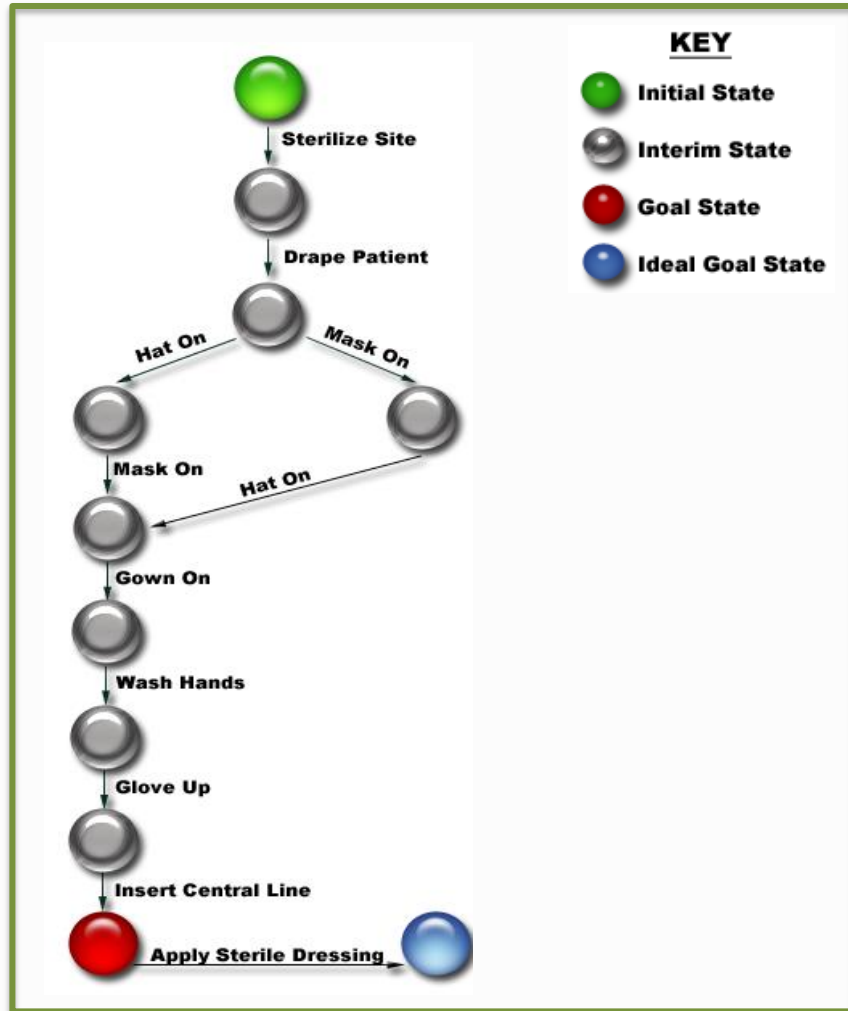 KEY
Initial State
Interim State
Goal State
Ideal Goal State
Sterilize Site
Drape Patient
Hat On
Mask On
Mask On
Hat On
Gown On
Wash Hands
Glove Up
Insert Central Line
Apply Sterile Dressing